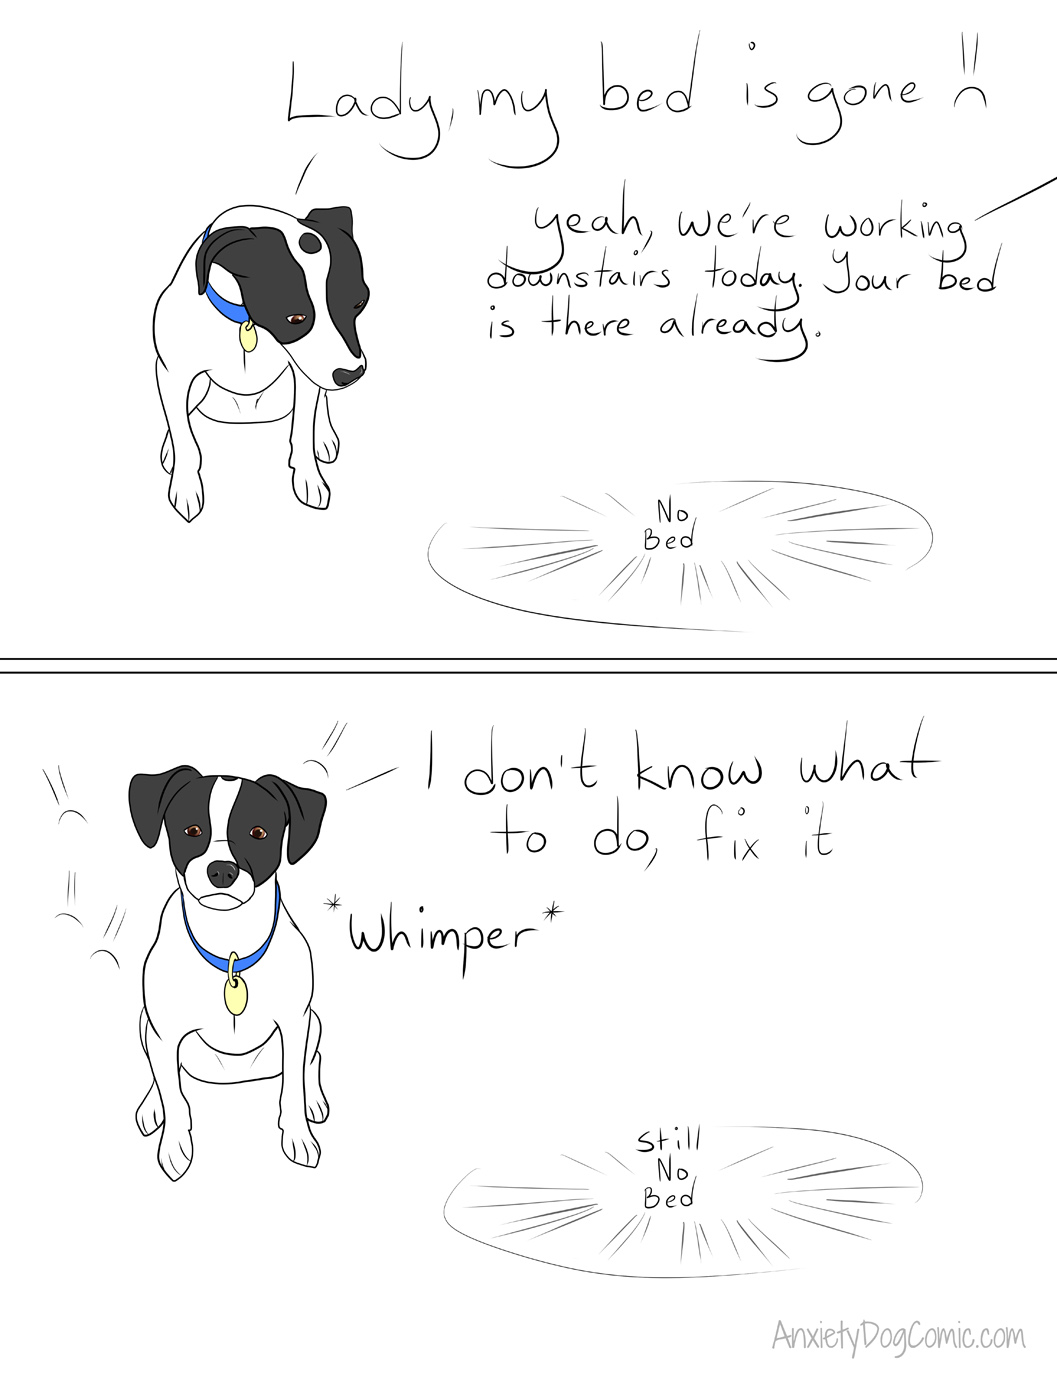 Lady, my bed is gone :(
yeah, we're working
downstairs today. Your bed
is there already.
No
Bed
I don't know what
to do, fix it
*Whimper*
Still
No
Bed
AnxietyDogComic.com